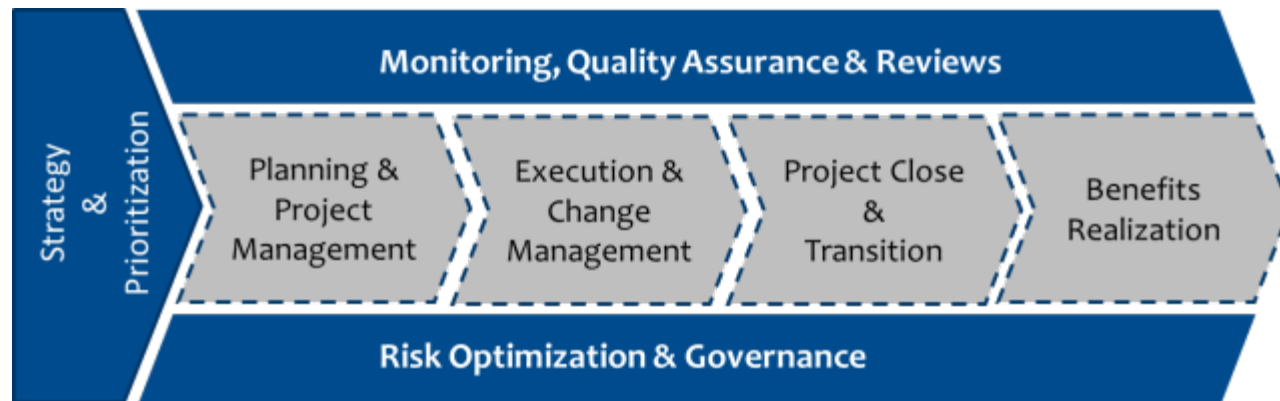 Strategy
&
Prioritization
Monitoring, Quality Assurance & Reviews
Planning &
Project
Management
Execution &
Change
Management
Project Close
&
Transition
Benefits
Realization
Risk Optimization & Governance